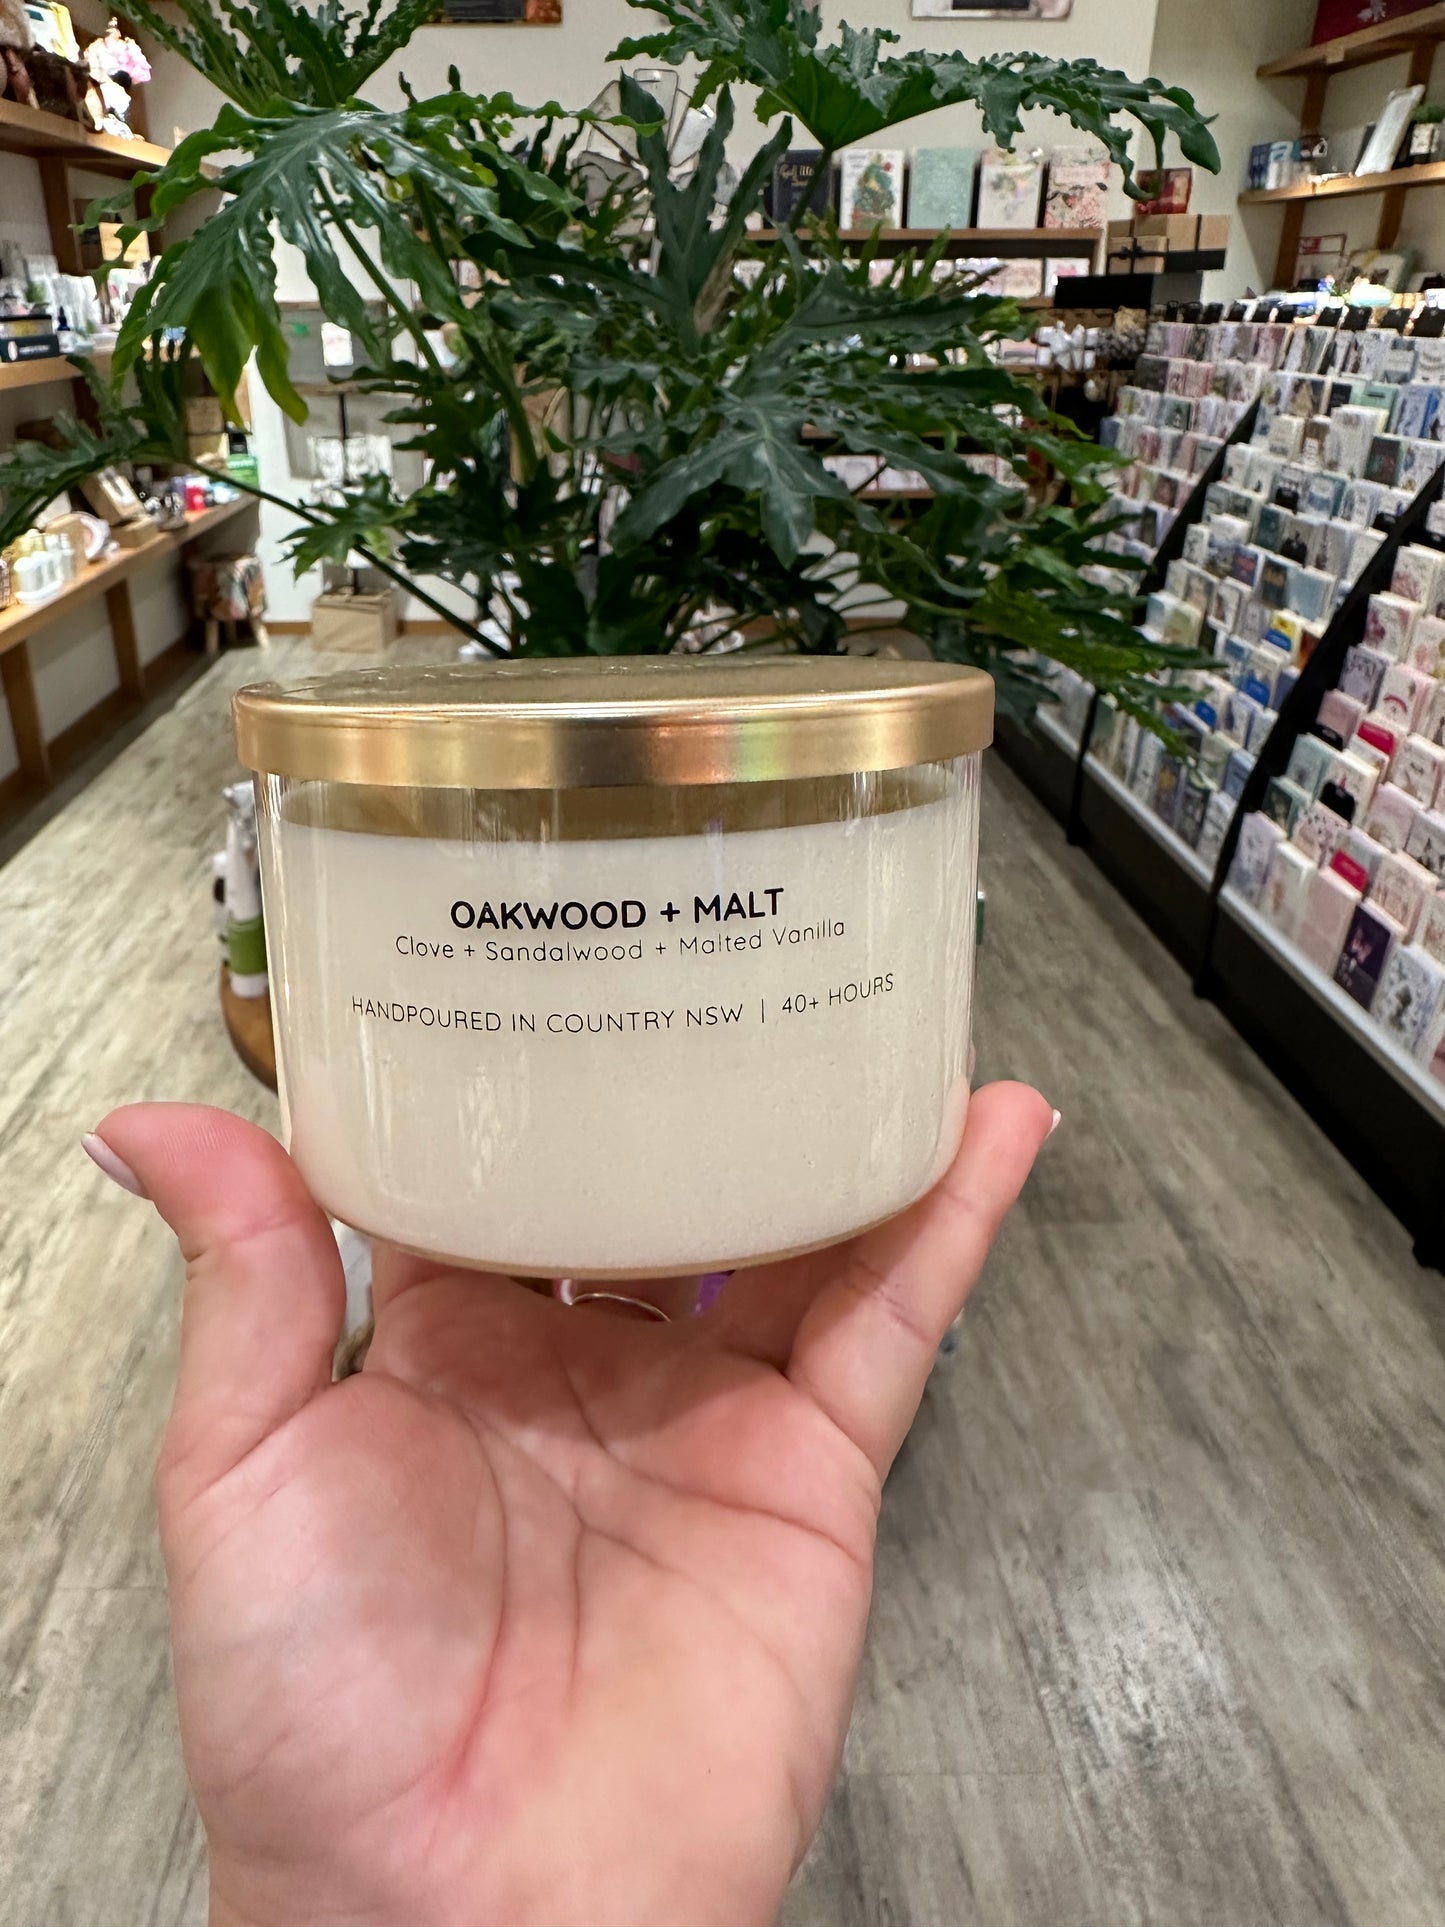 OAKWOOD + MALT
Clove + Sandalwood + Malted Vanilla
HANDPOURED IN COUNTRY NSW | 40+ HOURS